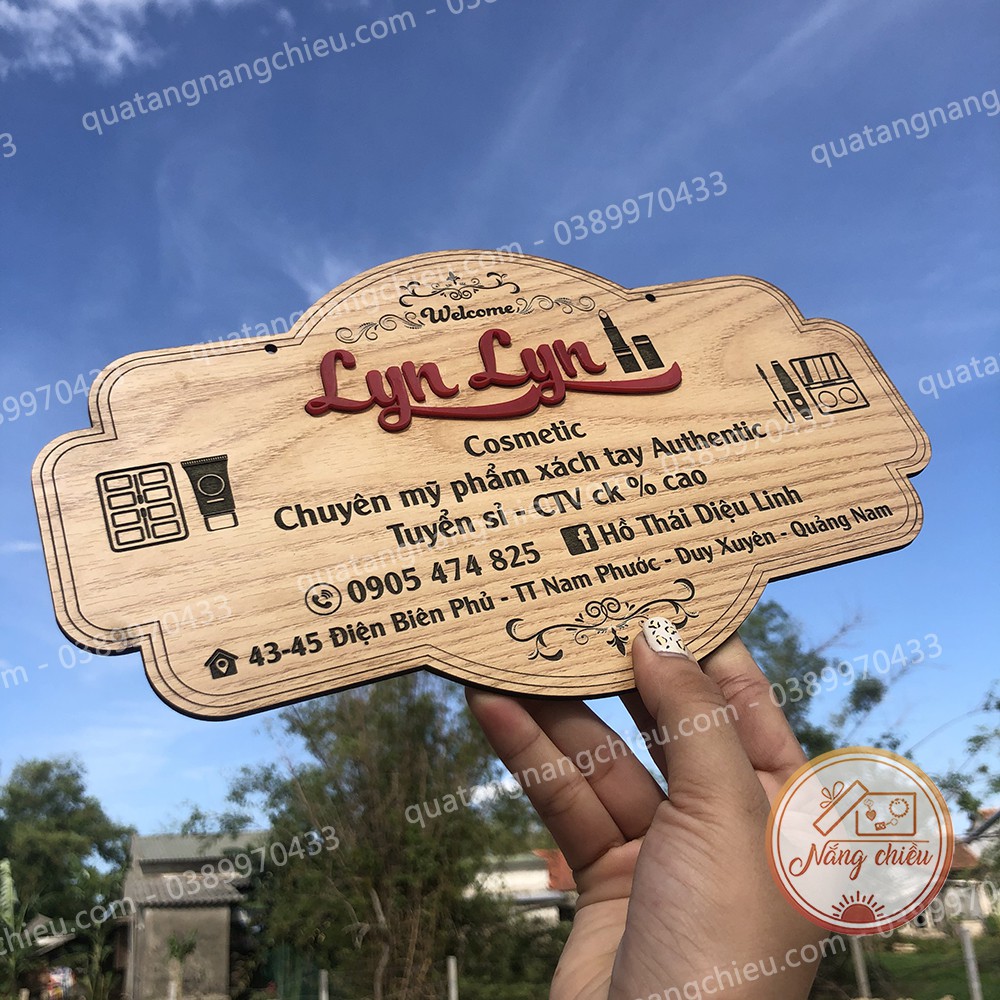 Welcome
Lyn Lyn
Cosmetic
Chuyên mỹ phẩm xách tay Authentic
Tuyển sỉ - CTV ck % cao
0905 474 825 Hồ Thái Diệu Linh
43-45 Điện Biên Phủ - TT Nam Phước - Duy Xuyên - Quảng Nam
Nắng chiều
quatangnangchieu.com - 0389970433